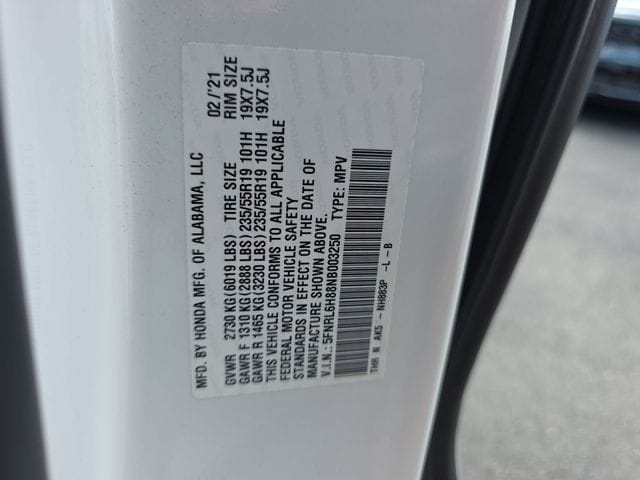 MFD. BY HONDA MFG. OF ALABAMA, LLC 02/'21
GVWR 2730 KG (6019 LBS) TIRE SIZE RIM SIZE
GAWR F 1310 KG (2888 LBS) 235/55R19 101H 19X7.5J
GAWR R 1465 KG (3230 LBS) 235/55R19 101H 19X7.5J
THIS VEHICLE CONFORMS TO ALL APPLICABLE
FEDERAL MOTOR VEHICLE SAFETY
STANDARDS IN EFFECT ON THE DATE OF
MANUFACTURE SHOWN ABOVE.
V.I.N.: 5FNRL6H88NB003250 TYPE: MPV
THR N AK5 - NH883P -L -B